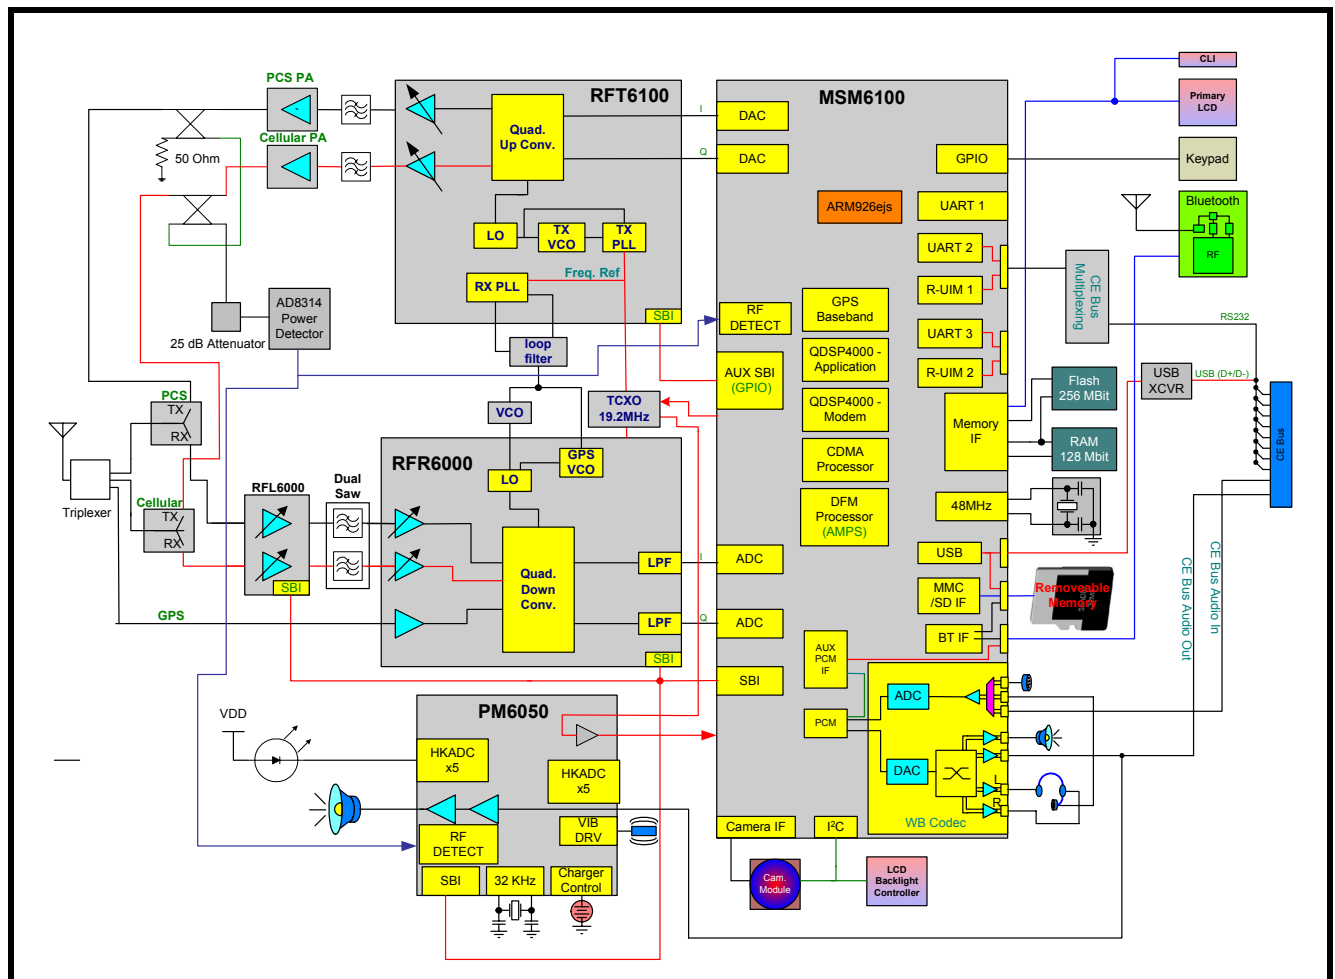 PCS PA
RFT6100
MSM6100
CLI
Primary
LCD
I
DAC
Quad.
Up Conv.
Cellular PA
50 Ohm
Q
DAC
GPIO
Keypad
ARM926ejs
UART 1
Bluetooth
RF
LO
TX
VCO
TX
PLL
UART 2
CE Bus
Multiplexing
Freq. Ref
RX PLL
R-UIM 1
AD8314
Power
Detector
25 dB Attenuator
SBI
RF
DETECT
GPS
Baseband
RS232
UART 3
loop
filter
AUX SBI
(GPIO)
QDSP4000 -
Application
R-UIM 2
USB
XCVR
USB (D+/D-)
Flash
256 MBit
PCS
TX
RX
VCO
TCXO
19.2MHz
QDSP4000 -
Modem
Memory
IF
RAM
128 Mbit
CE Bus
RFR6000
GPS
VCO
LO
CDMA
Processor
Triplexer
Cellular
TX
RX
RFL6000
Dual
Saw
DFM
Processor
(AMPS)
48MHz
SBI
Quad.
Down
Conv.
LPF
I
ADC
USB
MMC
/SD IF
Removeable
Memory
CE Bus Audio In
CE Bus Audio Out
GPS
LPF
Q
ADC
BT IF
SBI
AUX
PCM
IF
SBI
PM6050
VDD
ADC
PCM
HKADC
x5
HKADC
x5
DAC
L
R
VIB
DRV
RF
DETECT
Camera IF
I²C
WB Codec
SBI
32 KHz
Charger
Control
Cam.
Module
LCD
Backlight
Controller